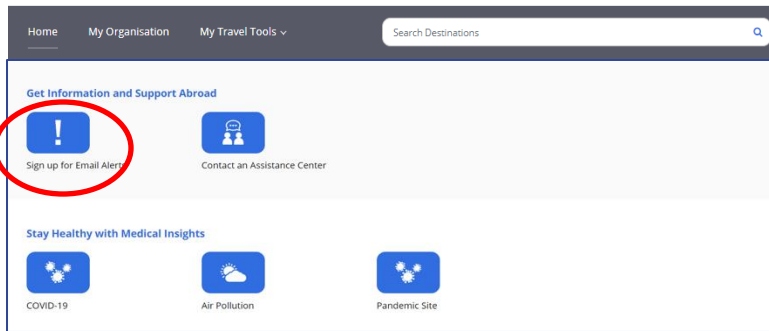 Home My Organisation My Travel Tools Search Destinations
Get Information and Support Abroad
!
Sign up for Email Alerts Contact an Assistance Center
Stay Healthy with Medical Insights
COVID-19 Air Pollution Pandemic Site